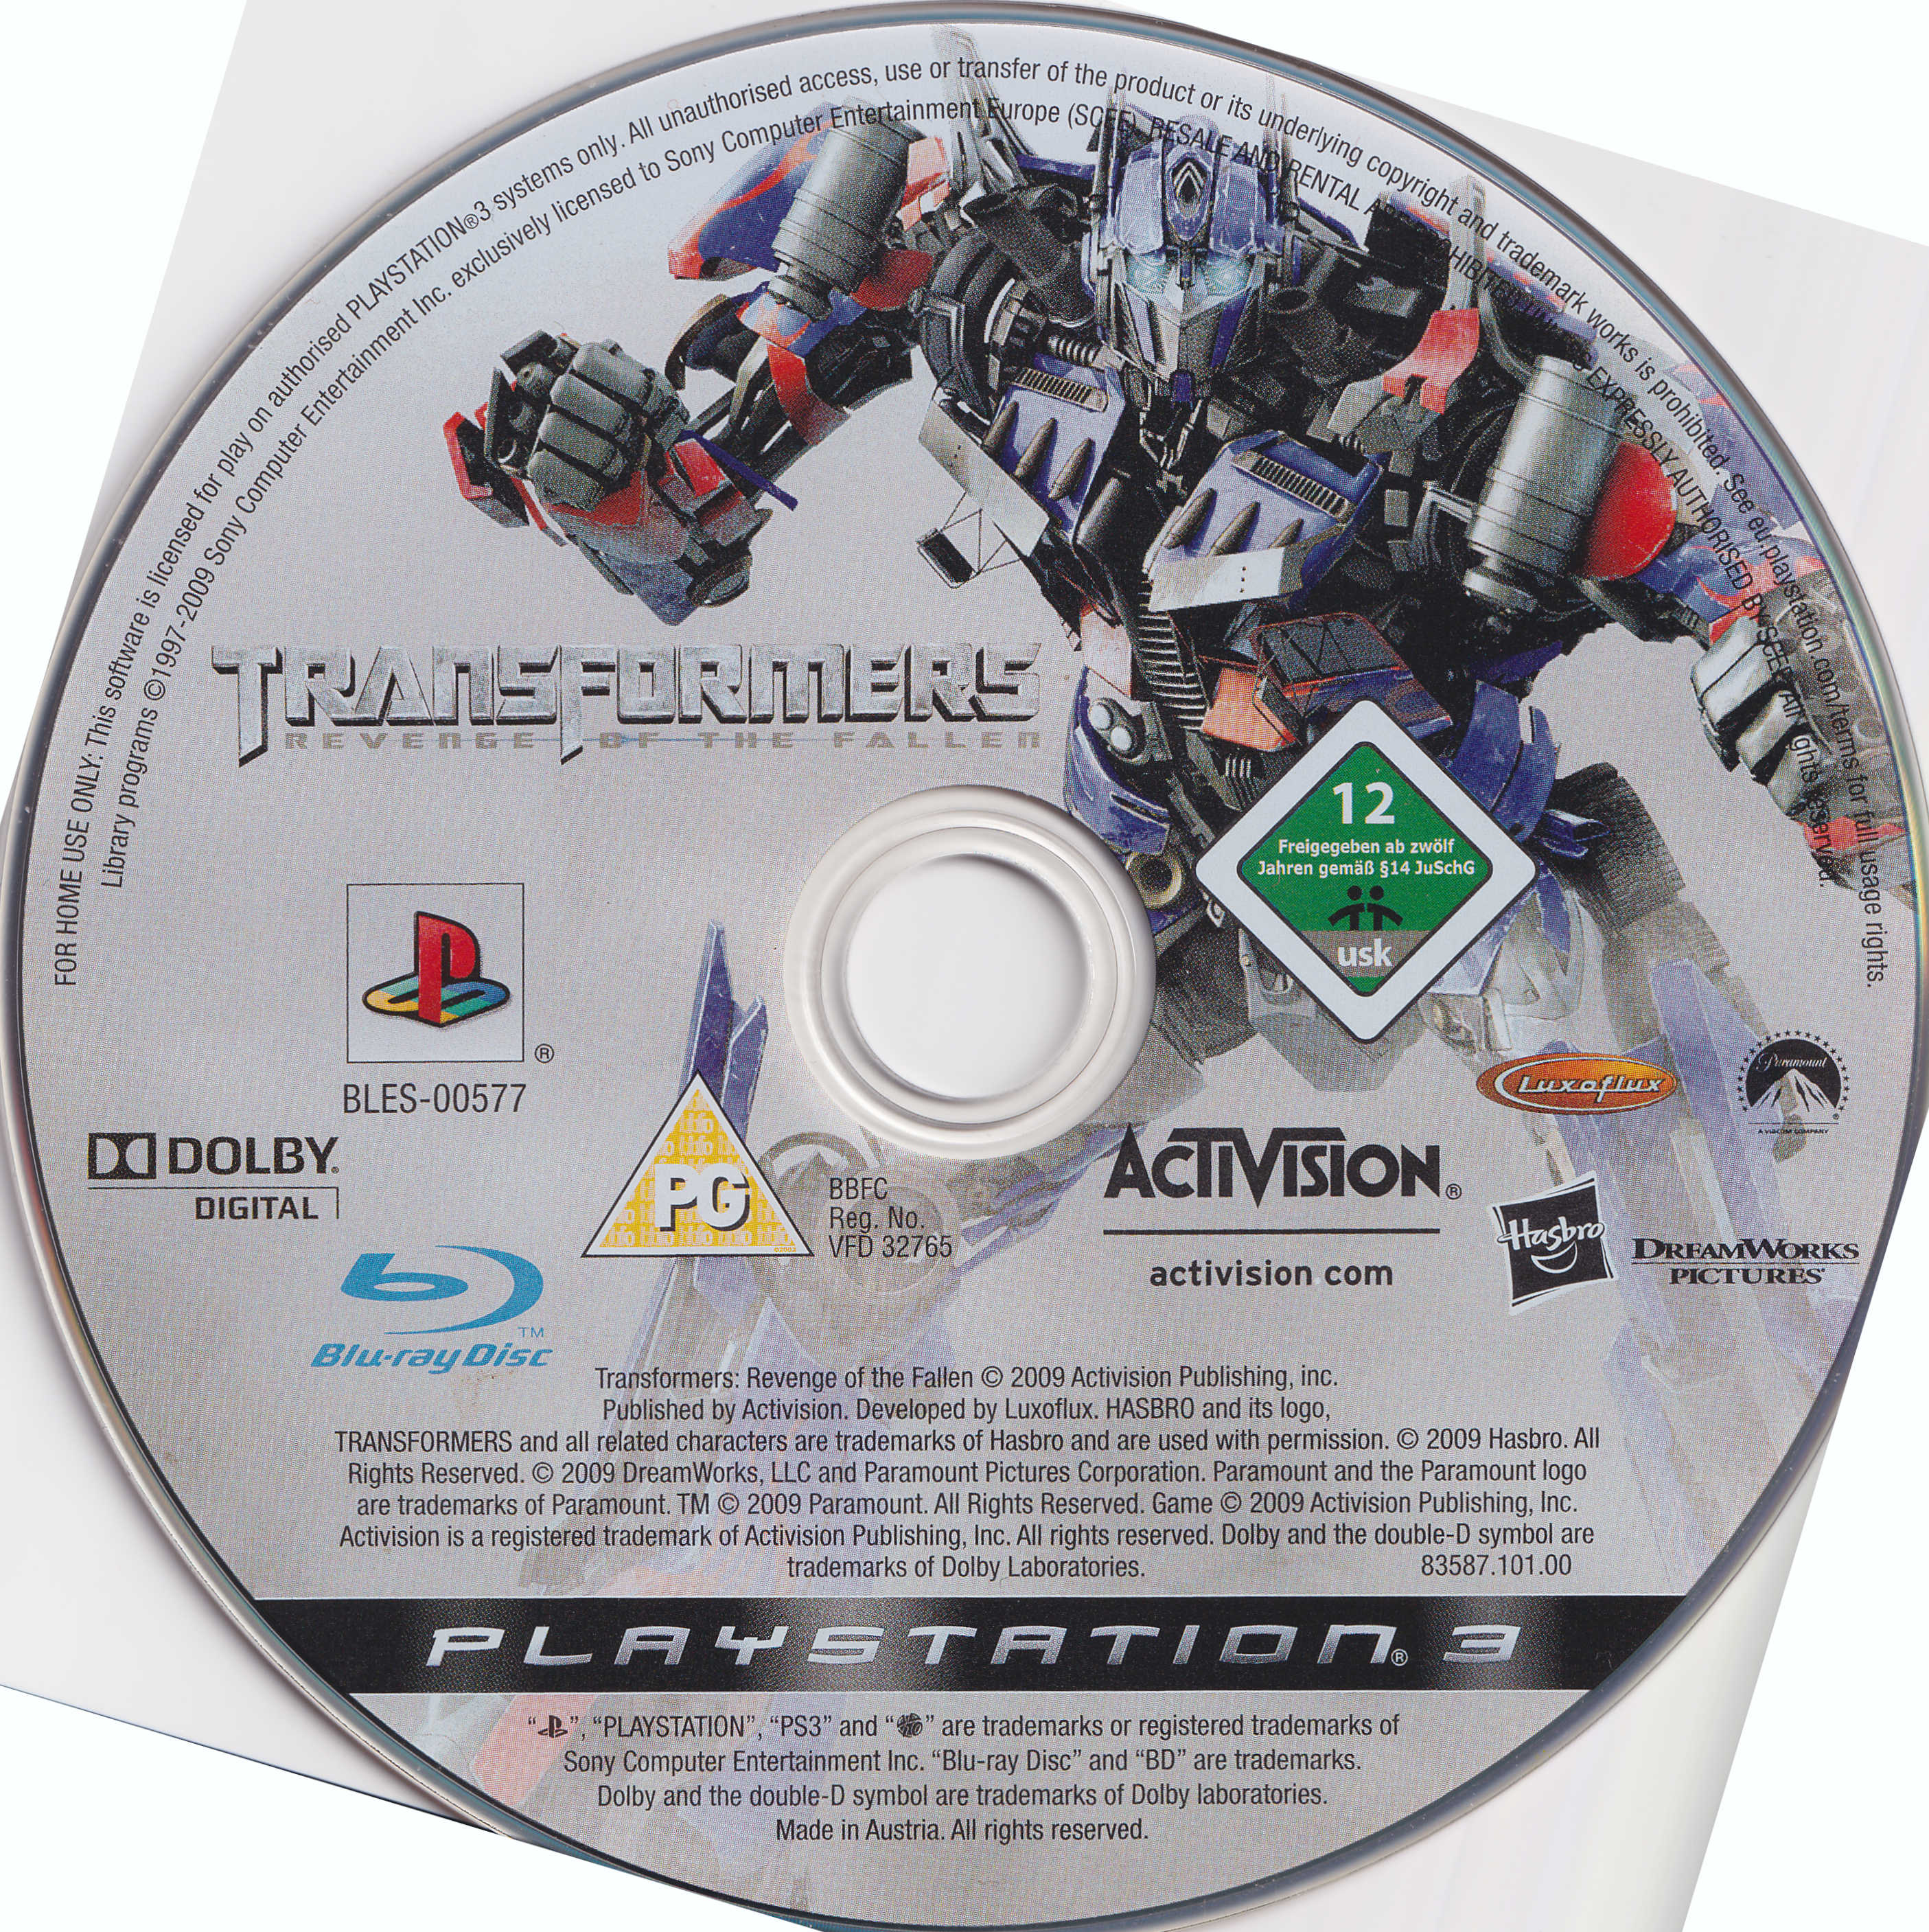 FOR HOME USE ONLY: This software is licensed for play on authorised PLAYSTATION®3 systems only. All unauthorised access, use or transfer of the product or its underlying copyright and trademark works is prohibited. See eu.playstation.com/terms for full usage rights.
Library programs ©1997-2009 Sony Computer Entertainment Inc. exclusively licensed to Sony Computer Entertainment Europe (SCEE). RESALE AND RENTAL ARE PROHIBITED UNLESS EXPRESSLY AUTHORISED BY SCEE. All rights reserved.
TRANSFORMERS
REVENGE OF THE FALLEN
12
Freigegeben ab zwölf
Jahren gemäß §14 JuSchG
usk
®
BLES-00577
DOLBY®
DIGITAL
Blu-ray Disc™
PG
BBFC
Reg. No.
VFD 32765
ACTIVISION®
activision.com
Luxoflux
Paramount®
A VIACOM COMPANY
Hasbro
DREAMWORKS
PICTURES®
Transformers: Revenge of the Fallen © 2009 Activision Publishing, inc.
Published by Activision. Developed by Luxoflux. HASBRO and its logo,
TRANSFORMERS and all related characters are trademarks of Hasbro and are used with permission. © 2009 Hasbro. All
Rights Reserved. © 2009 DreamWorks, LLC and Paramount Pictures Corporation. Paramount and the Paramount logo
are trademarks of Paramount. TM © 2009 Paramount. All Rights Reserved. Game © 2009 Activision Publishing, Inc.
Activision is a registered trademark of Activision Publishing, Inc. All rights reserved. Dolby and the double-D symbol are
trademarks of Dolby Laboratories. 83587.101.00
PLAYSTATION®3
“ ”, “PLAYSTATION”, “PS3” and “ ” are trademarks or registered trademarks of
Sony Computer Entertainment Inc. “Blu-ray Disc” and “BD” are trademarks.
Dolby and the double-D symbol are trademarks of Dolby laboratories.
Made in Austria. All rights reserved.